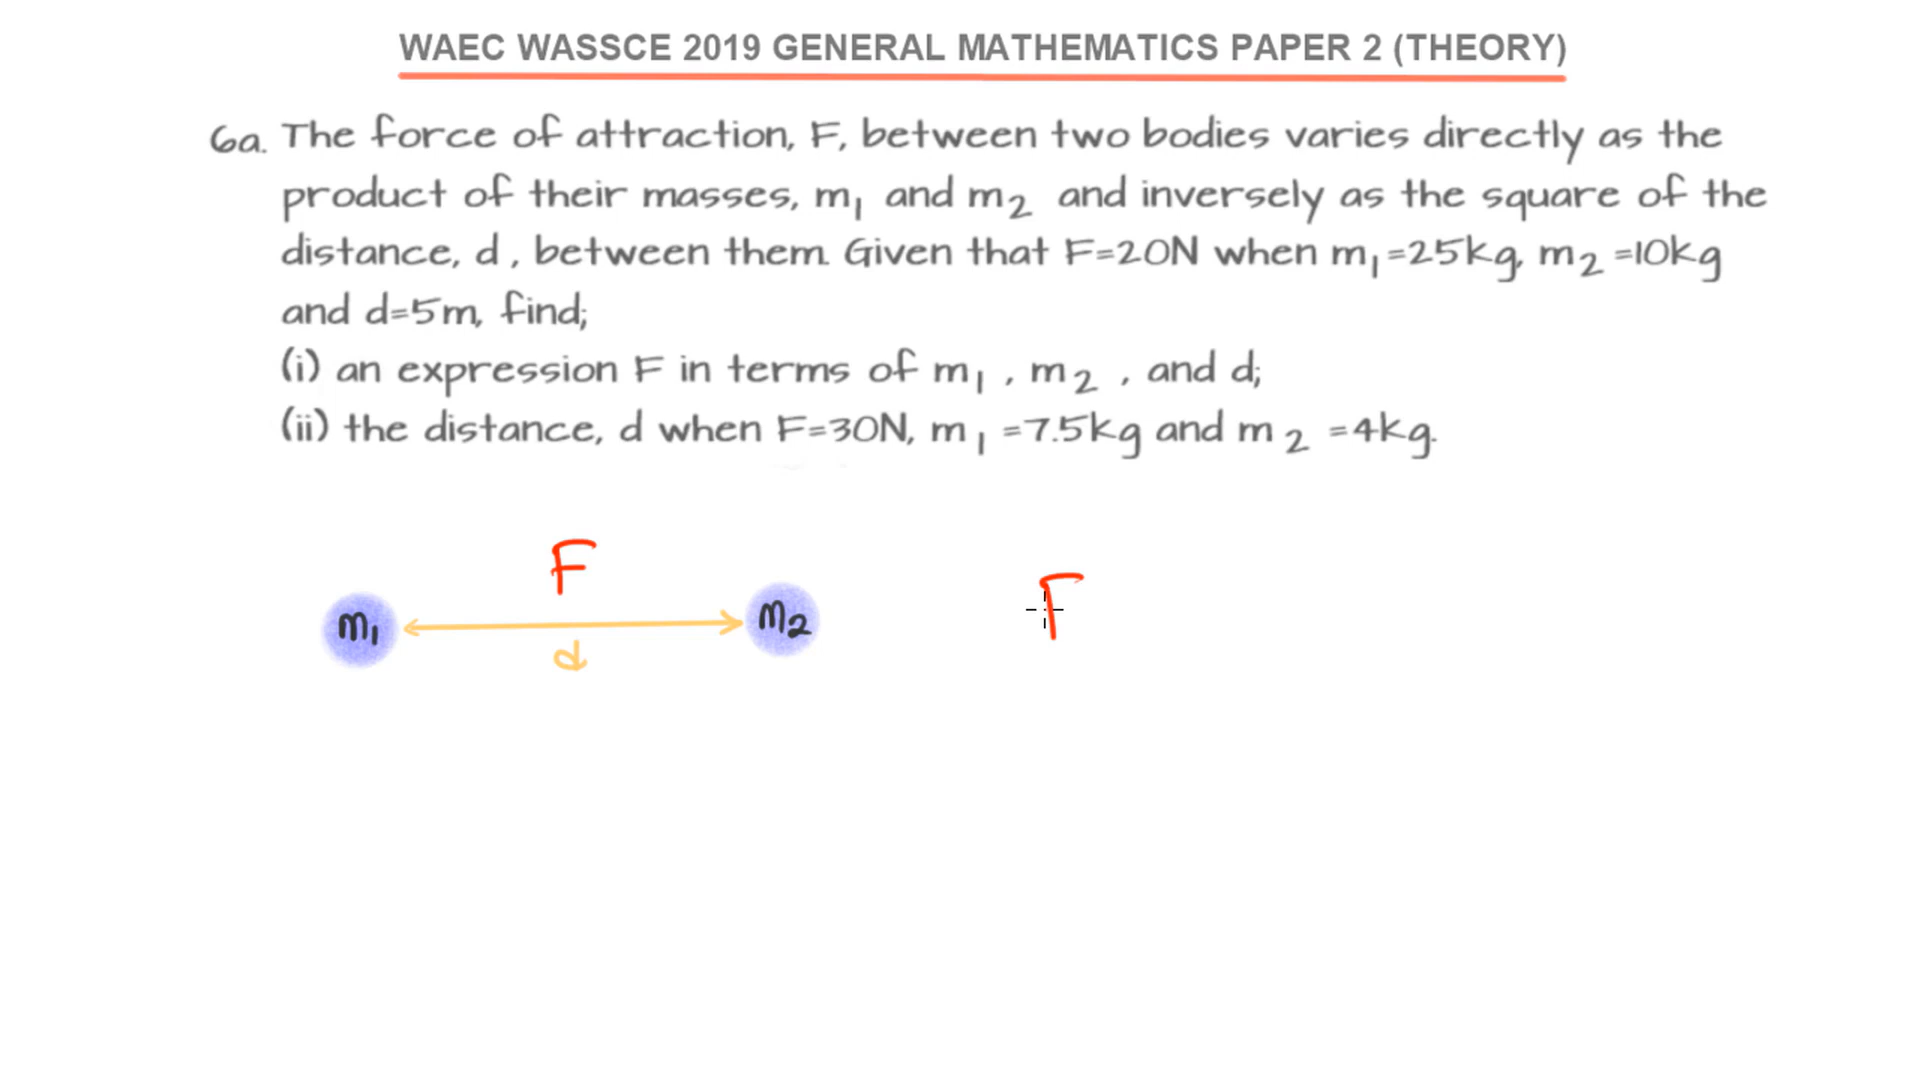 WAEC WASSCE 2019 GENERAL MATHEMATICS PAPER 2 (THEORY)
6a. The force of attraction, F, between two bodies varies directly as the
product of their masses, m₁ and m₂ and inversely as the square of the
distance, d, between them. Given that F=20N when m₁=25kg, m₂=10kg
and d=5m, find;
(i) an expression F in terms of m₁, m₂, and d;
(ii) the distance, d when F=30N, m₁=7.5kg and m₂=4kg.
F
m₁
m₂
d